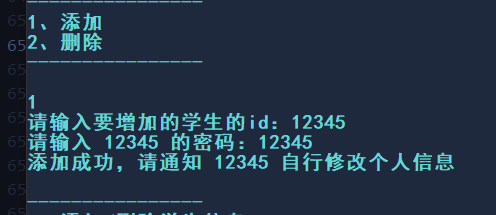 ----------------
1、添加
2、删除
----------------
1
请输入要增加的学生的id: 12345
请输入 12345 的密码: 12345
添加成功, 请通知 12345 自行修改个人信息
----------------